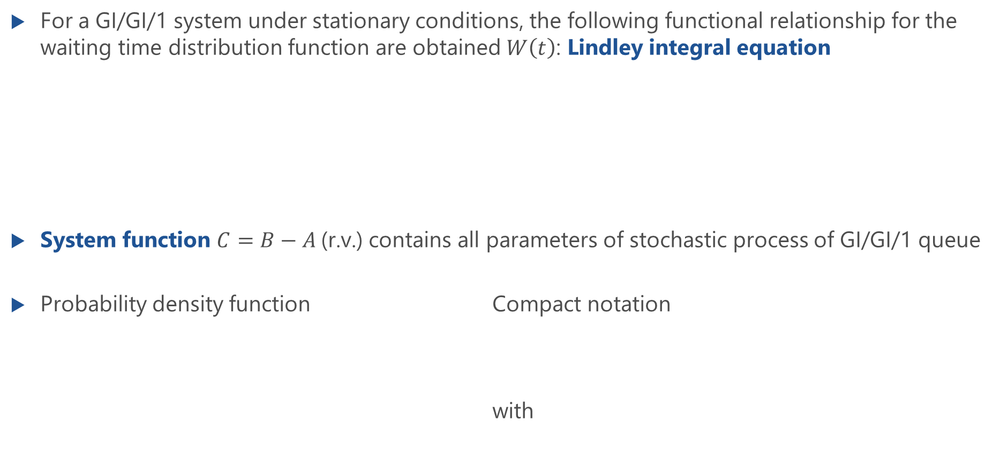 For a GI/GI/1 system under stationary conditions, the following functional relationship for the
waiting time distribution function are obtained W(t): Lindley integral equation
System function C = B − A (r.v.) contains all parameters of stochastic process of GI/GI/1 queue
Probability density function
Compact notation
with